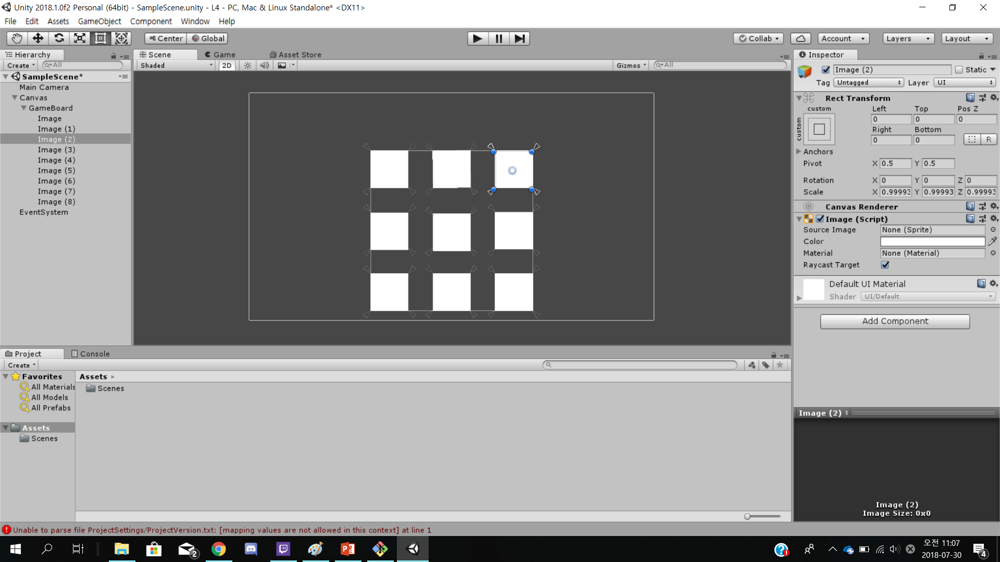 Unity 2018.1.0f2 Personal (64bit) - SampleScene.unity - L4 - PC, Mac & Linux Standalone* <DX11>
File Edit Assets GameObject Component Window Help
Center Global Collab Account Layers Layout
Hierarchy
Create All
SampleScene*
Main Camera
Canvas
GameBoard
Image
Image (1)
Image (2)
Image (3)
Image (4)
Image (5)
Image (6)
Image (7)
Image (8)
EventSystem
Scene Game Asset Store
Shaded 2D Gizmos All
Inspector
Image (2) Static
Tag Untagged Layer UI
Rect Transform
custom Left Top Pos Z
custom
0 0 0
Right Bottom
0 0 R
Anchors
Pivot X 0.5 Y 0.5
Rotation X 0 Y 0 Z 0
Scale X 0.99993 Y 0.99993 Z 0.99993
Canvas Renderer
Image (Script)
Source Image None (Sprite)
Color
Material None (Material)
Raycast Target
Default UI Material
Shader UI/Default
Add Component
Image (2)
Image (2)
Image Size: 0x0
Project Console
Create
Favorites
All Materials
All Models
All Prefabs
Assets
Scenes
Assets
Scenes
Unable to parse file ProjectSettings/ProjectVersion.txt: [mapping values are not allowed in this context] at line 1
2
오전 11:07
2018-07-30
4